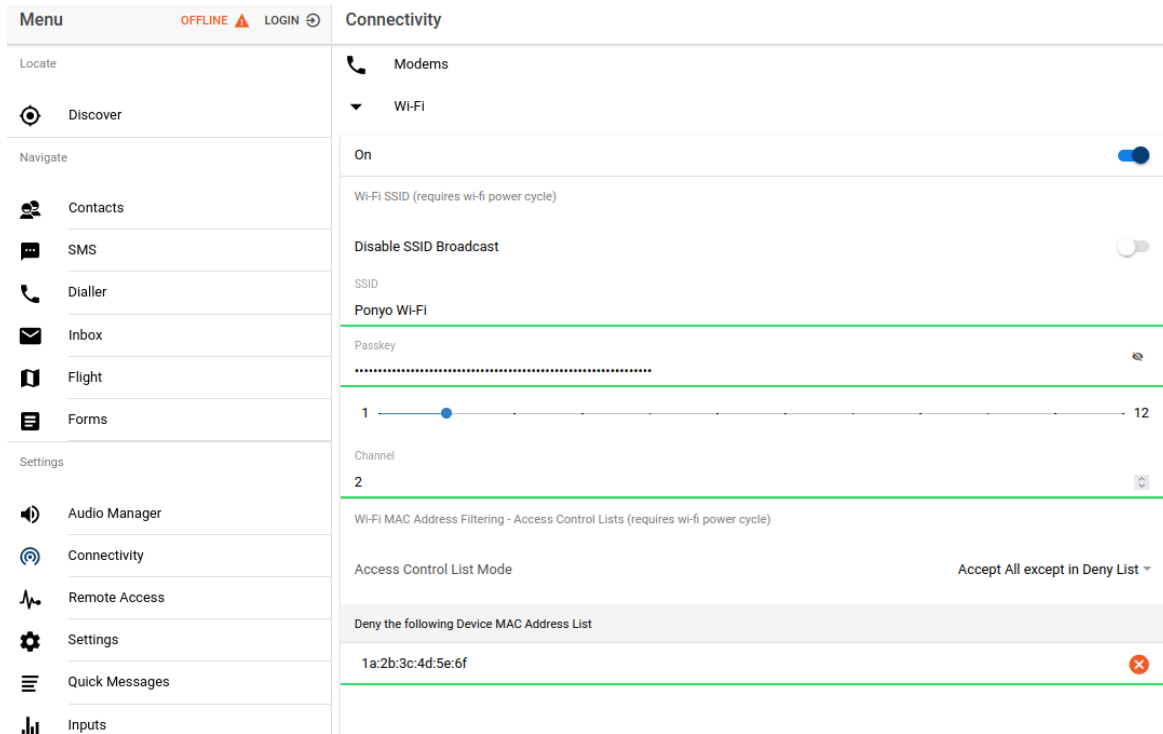 Menu OFFLINE LOGIN
Locate
Discover
Navigate
Contacts
SMS
Dialler
Inbox
Flight
Forms
Settings
Audio Manager
Connectivity
Remote Access
Settings
Quick Messages
Inputs
Connectivity
Modems
Wi-Fi
On
Wi-Fi SSID (requires wi-fi power cycle)
Disable SSID Broadcast
SSID
Ponyo Wi-Fi
Passkey
1 12
Channel
2
Wi-Fi MAC Address Filtering - Access Control Lists (requires wi-fi power cycle)
Access Control List Mode Accept All except in Deny List
Deny the following Device MAC Address List
1a:2b:3c:4d:5e:6f